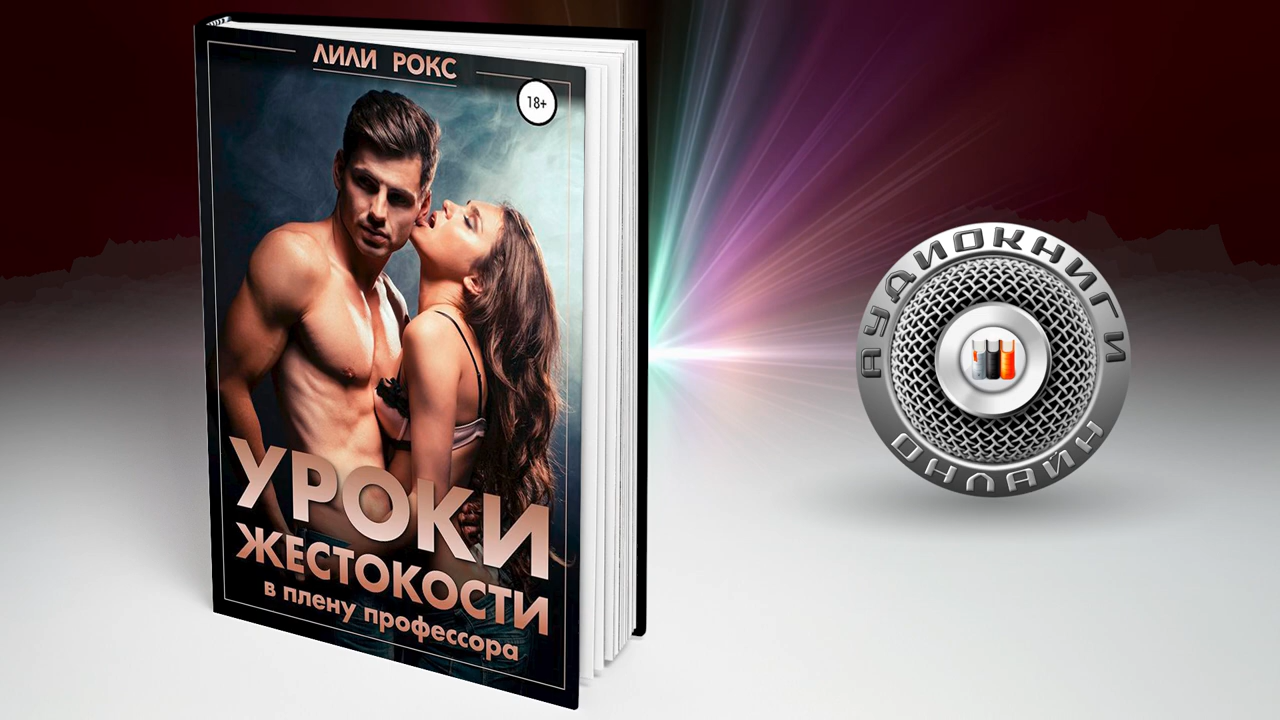 ЛИЛИ РОКС
18+
УРОКИ
ЖЕСТОКОСТИ
в плену профессора
АУДИОКНИГИ
ОНЛАЙН